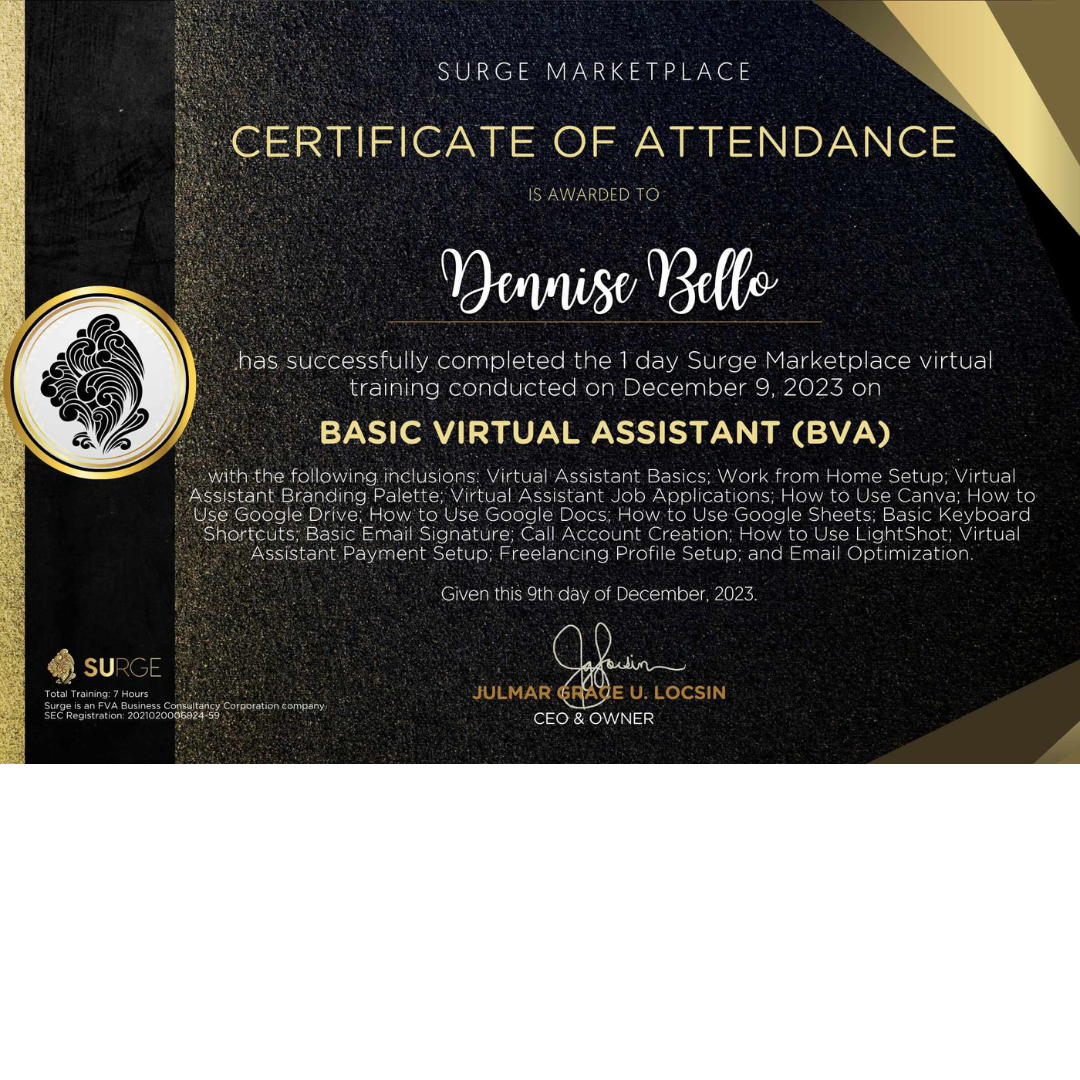 SURGE MARKETPLACE
CERTIFICATE OF ATTENDANCE
IS AWARDED TO
Dennise Bello
has successfully completed the 1 day Surge Marketplace virtual
training conducted on December 9, 2023 on
BASIC VIRTUAL ASSISTANT (BVA)
with the following inclusions: Virtual Assistant Basics; Work from Home Setup; Virtual
Assistant Branding Palette; Virtual Assistant Job Applications; How to Use Canva; How to
Use Google Drive; How to Use Google Docs; How to Use Google Sheets; Basic Keyboard
Shortcuts; Basic Email Signature; Call Account Creation; How to Use LightShot; Virtual
Assistant Payment Setup; Freelancing Profile Setup; and Email Optimization.
Given this 9th day of December, 2023.
JULMAR GRACE U. LOCSIN
CEO & OWNER
SURGE
Total Training: 7 Hours
Surge is an FVA Business Consultancy Corporation company
SEC Registration: 2021020006924-59